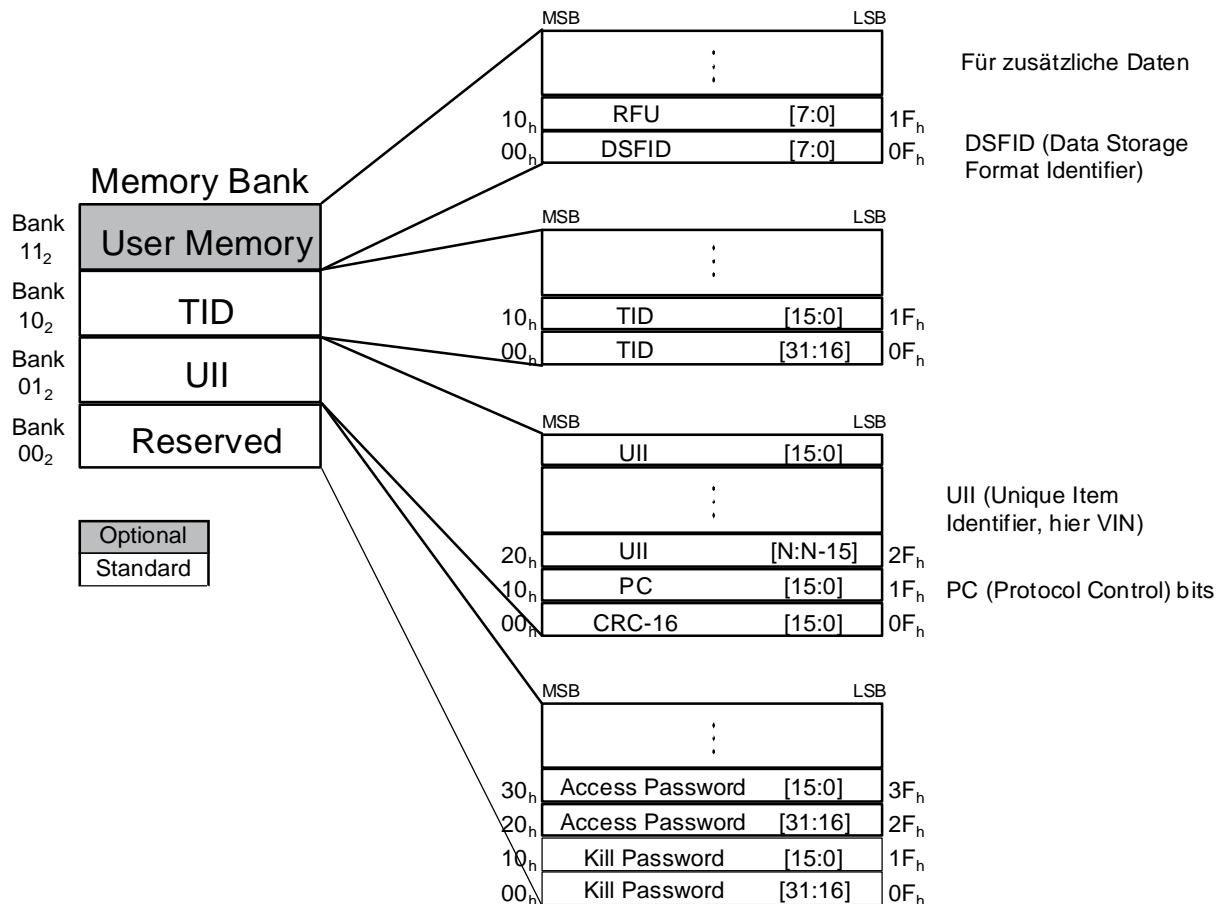 MSB LSB
Für zusätzliche Daten
10h RFU [7:0] 1Fh
00h DSFID [7:0] 0Fh
DSFID (Data Storage
Format Identifier)
Memory Bank
Bank
11₂
User Memory
Bank
10₂
TID
Bank
01₂
UII
Bank
00₂
Reserved
Optional
Standard
MSB LSB
10h TID [15:0] 1Fh
00h TID [31:16] 0Fh
MSB LSB
UII [15:0]
UII (Unique Item
Identifier, hier VIN)
20h UII [N:N-15] 2Fh
10h PC [15:0] 1Fh
PC (Protocol Control) bits
00h CRC-16 [15:0] 0Fh
MSB LSB
30h Access Password [15:0] 3Fh
20h Access Password [31:16] 2Fh
10h Kill Password [15:0] 1Fh
00h Kill Password [31:16] 0Fh